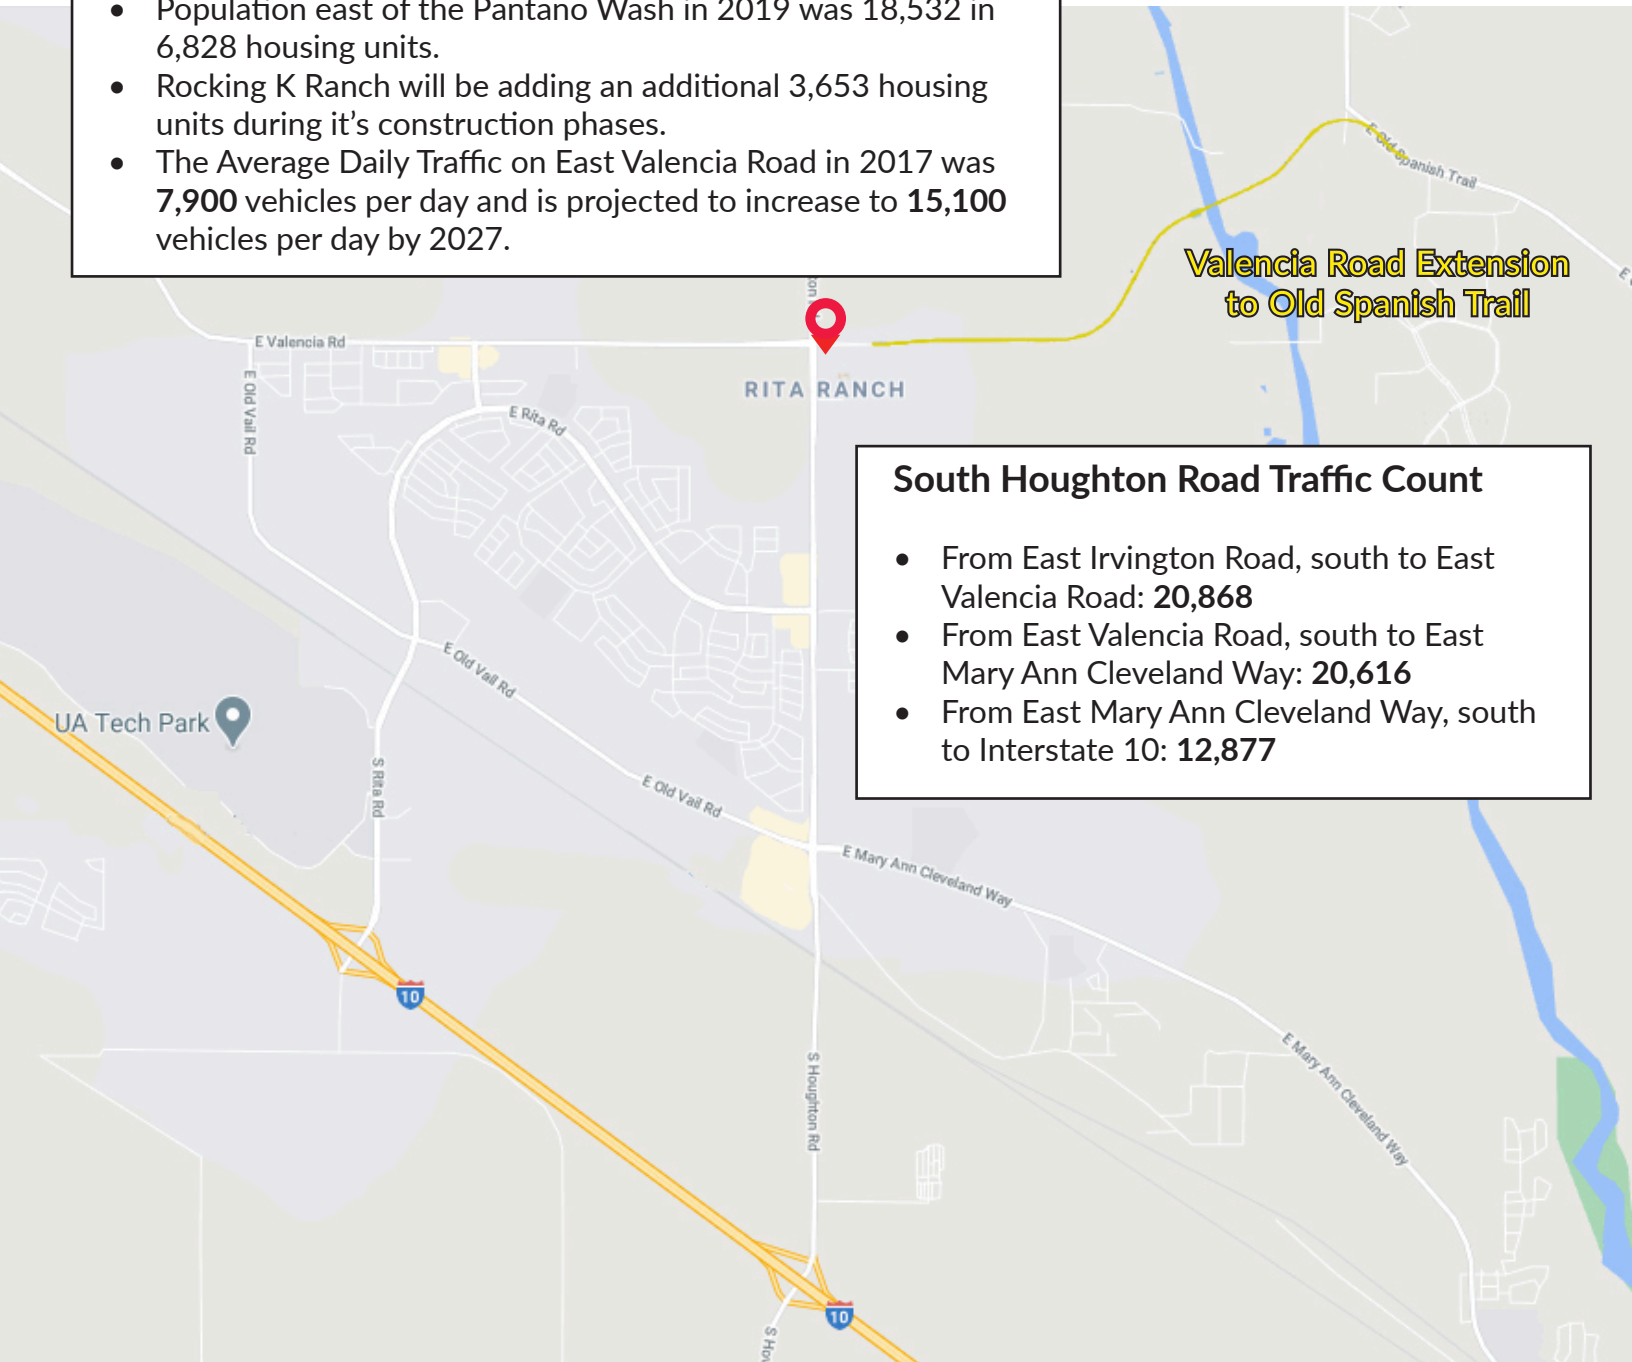 • Population east of the Pantano Wash in 2019 was 18,532 in
6,828 housing units.
• Rocking K Ranch will be adding an additional 3,653 housing
units during it’s construction phases.
• The Average Daily Traffic on East Valencia Road in 2017 was
7,900 vehicles per day and is projected to increase to 15,100
vehicles per day by 2027.
E Old Spanish Trail
Valencia Road Extension
to Old Spanish Trail
E Valencia Rd
E Old Vail Rd
RITA RANCH
E Rita Rd
South Houghton Road Traffic Count
• From East Irvington Road, south to East
Valencia Road: 20,868
• From East Valencia Road, south to East
Mary Ann Cleveland Way: 20,616
• From East Mary Ann Cleveland Way, south
to Interstate 10: 12,877
E Old Vail Rd
UA Tech Park
S Rita Rd
E Old Vail Rd
E Mary Ann Cleveland Way
10
S Houghton Rd
E Mary Ann Cleveland Way
10